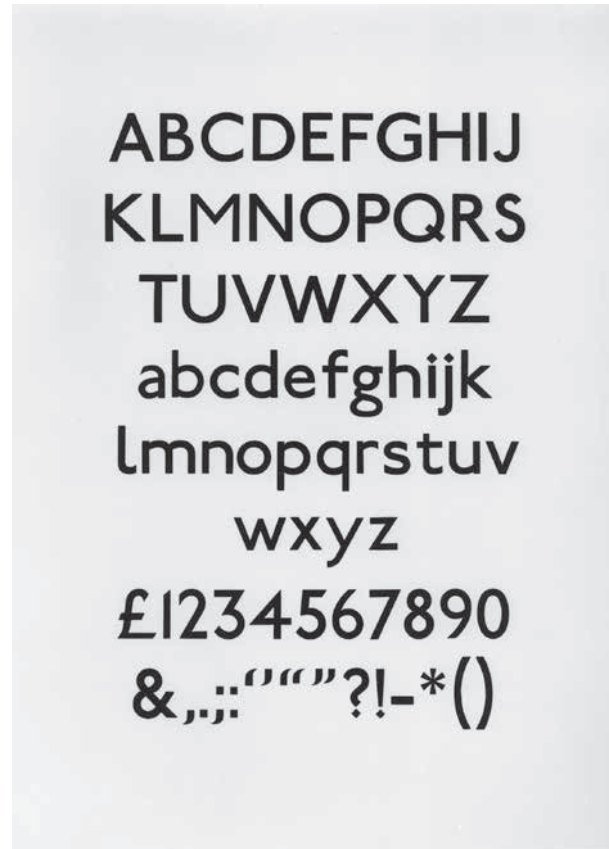 ABCDEFGHIJ
KLMNOPQRS
TUVWXYZ
abcdefghijk
lmnopqrstuv
wxyz
£1234567890
&,.;:‘’“”?!-*()